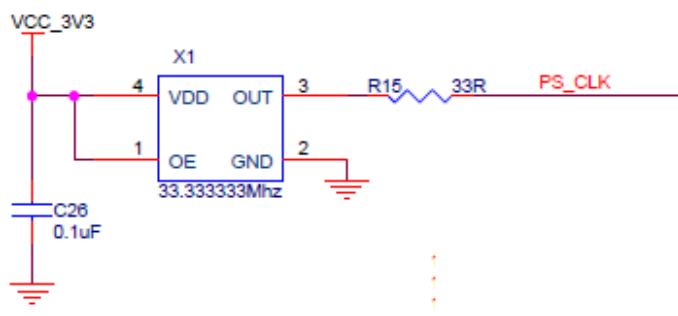 VCC_3V3
X1
4 VDD OUT 3 R15 33R PS_CLK
1 OE GND 2
33.333333Mhz
C26
0.1uF